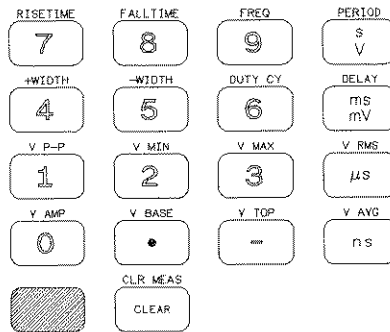 RISETIME FALLTIME FREQ PERIOD
7 8 9 s
V
+WIDTH -WIDTH DUTY CY DELAY
4 5 6 ms
mV
V P-P V MIN V MAX V RMS
1 2 3 µs
V AMP V BASE V TOP V AVG
0 • - ns
CLR MEAS
CLEAR